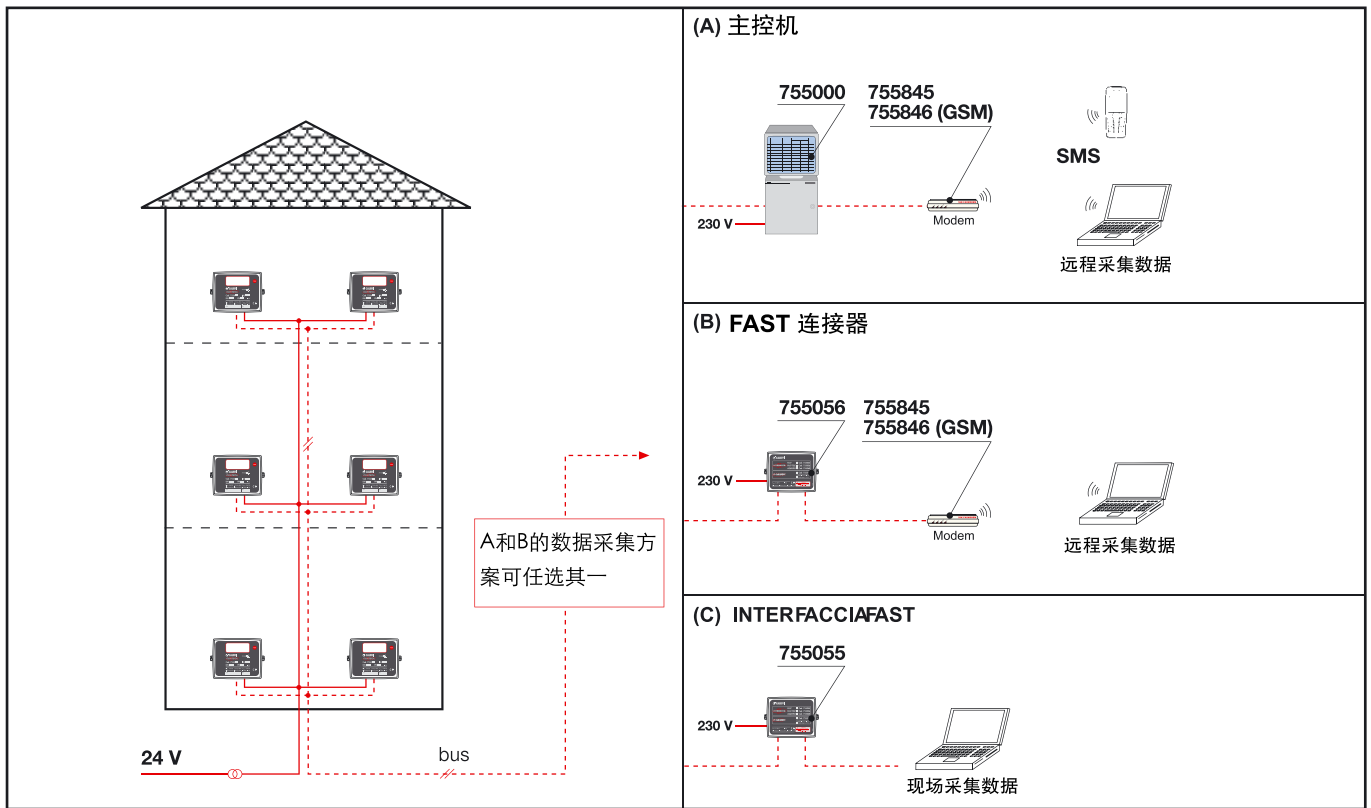 A和B的数据采集方
案可任选其一
24 V
bus
(A) 主控机
755000
755845
755846 (GSM)
SMS
230 V
Modem
远程采集数据
(B) FAST 连接器
755056
755845
755846 (GSM)
230 V
Modem
远程采集数据
(C) INTERFACCIAFAST
755055
230 V
现场采集数据